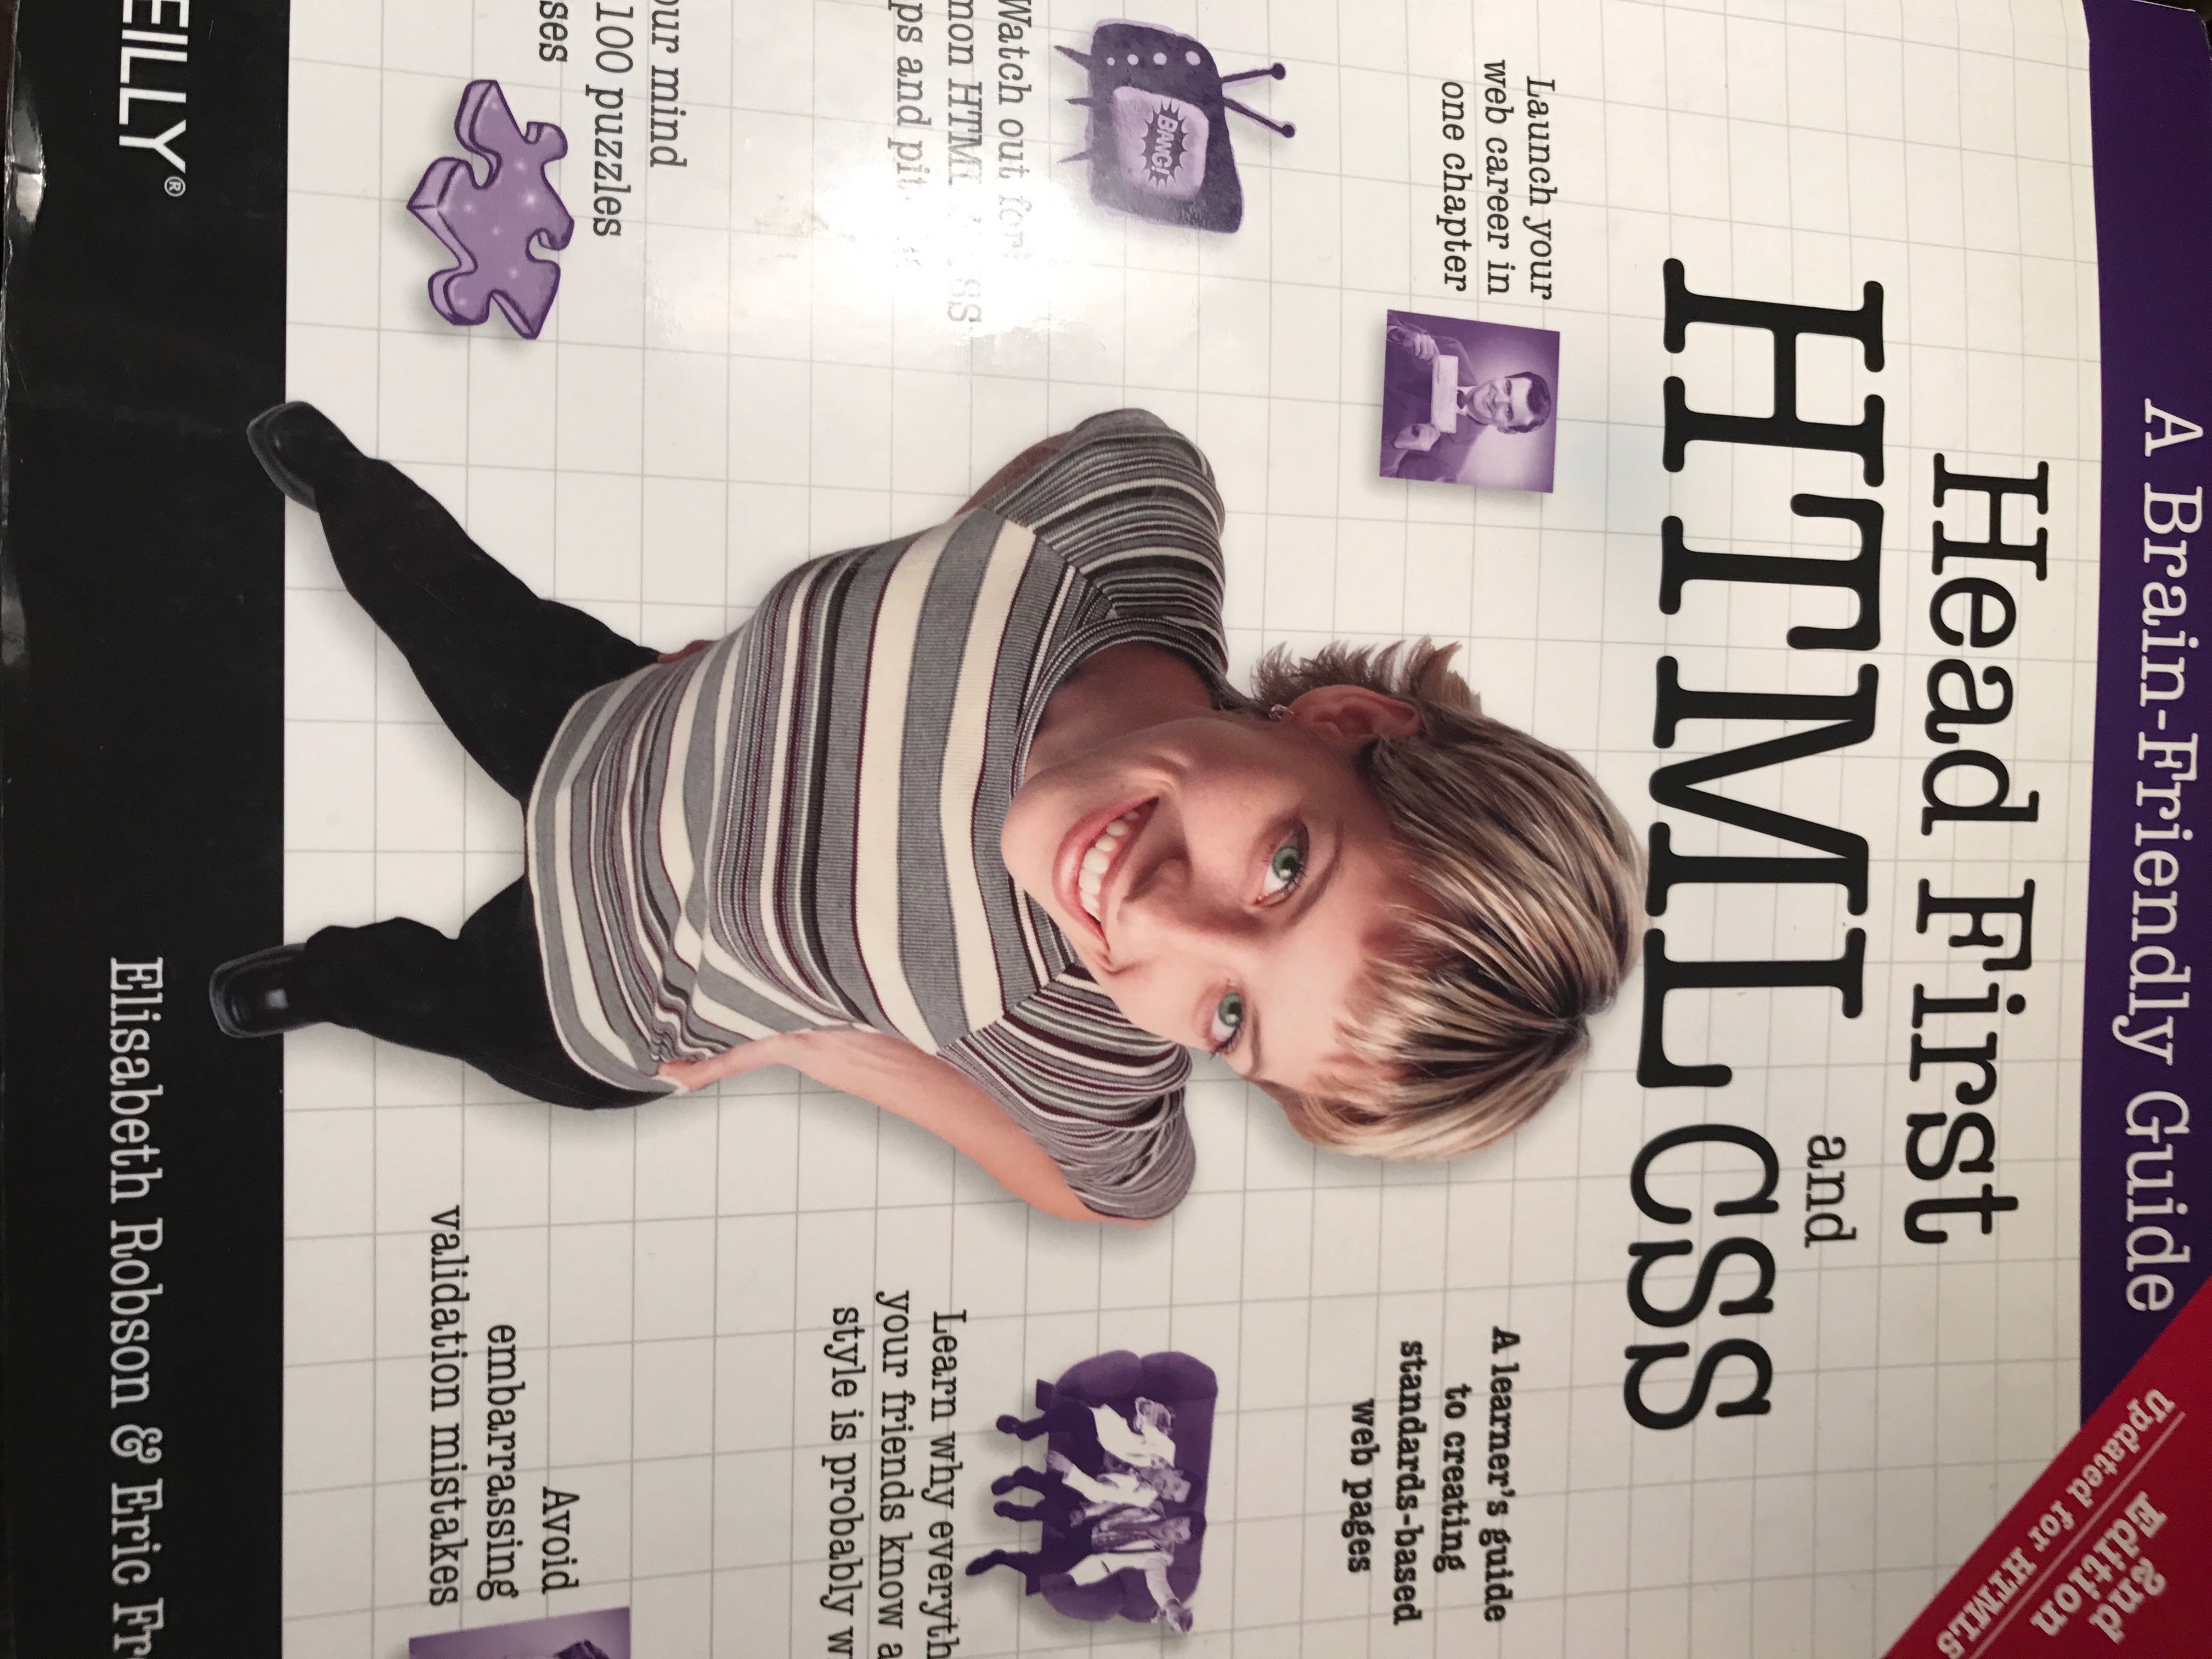 A Brain-Friendly Guide
2nd
Edition
Updated for HTML5
Head First
HTML
and
CSS
Launch your
web career in
one chapter
A learner's guide
to creating
standards-based
web pages
BANG!
Watch out for
mon HTML
ps and
Learn why everyth
your friends know a
style is probably w
our mind
100 puzzles
ses
Avoid
embarrassing
validation mistakes
EILLY®
Elisabeth Robson & Eric Fr